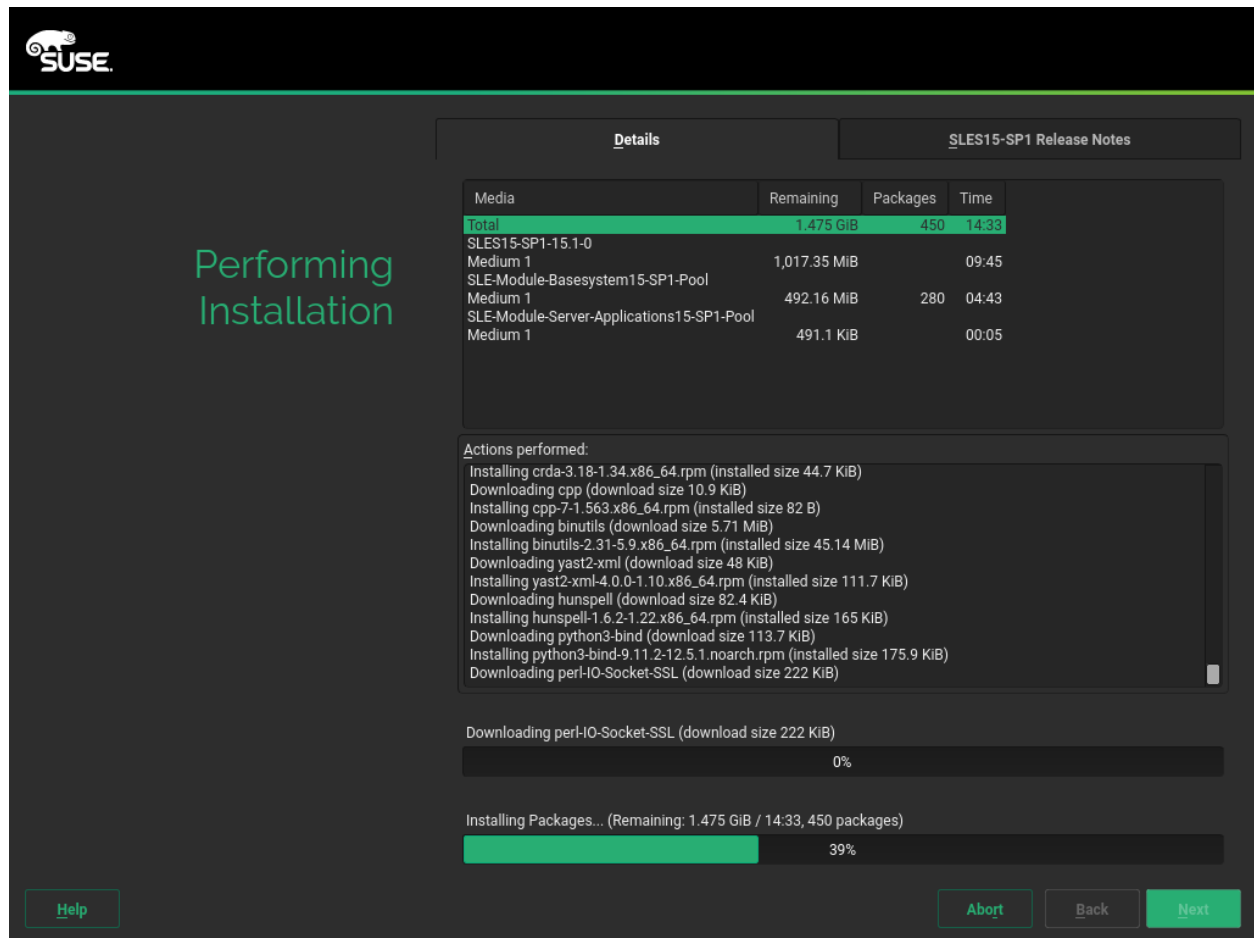 SUSE.
Details
SLES15-SP1 Release Notes
Performing
Installation
Media Remaining Packages Time
Total 1.475 GiB 450 14:33
SLES15-SP1-15.1-0
Medium 1 1,017.35 MiB 09:45
SLE-Module-Basesystem15-SP1-Pool
Medium 1 492.16 MiB 280 04:43
SLE-Module-Server-Applications15-SP1-Pool
Medium 1 491.1 KiB 00:05
Actions performed:
Installing crda-3.18-1.34.x86_64.rpm (installed size 44.7 KiB)
Downloading cpp (download size 10.9 KiB)
Installing cpp-7-1.563.x86_64.rpm (installed size 82 B)
Downloading binutils (download size 5.71 MiB)
Installing binutils-2.31-5.9.x86_64.rpm (installed size 45.14 MiB)
Downloading yast2-xml (download size 48 KiB)
Installing yast2-xml-4.0.0-1.10.x86_64.rpm (installed size 111.7 KiB)
Downloading hunspell (download size 82.4 KiB)
Installing hunspell-1.6.2-1.22.x86_64.rpm (installed size 165 KiB)
Downloading python3-bind (download size 113.7 KiB)
Installing python3-bind-9.11.2-12.5.1.noarch.rpm (installed size 175.9 KiB)
Downloading perl-IO-Socket-SSL (download size 222 KiB)
Downloading perl-IO-Socket-SSL (download size 222 KiB)
0%
Installing Packages... (Remaining: 1.475 GiB / 14:33, 450 packages)
39%
Help Abort Back Next